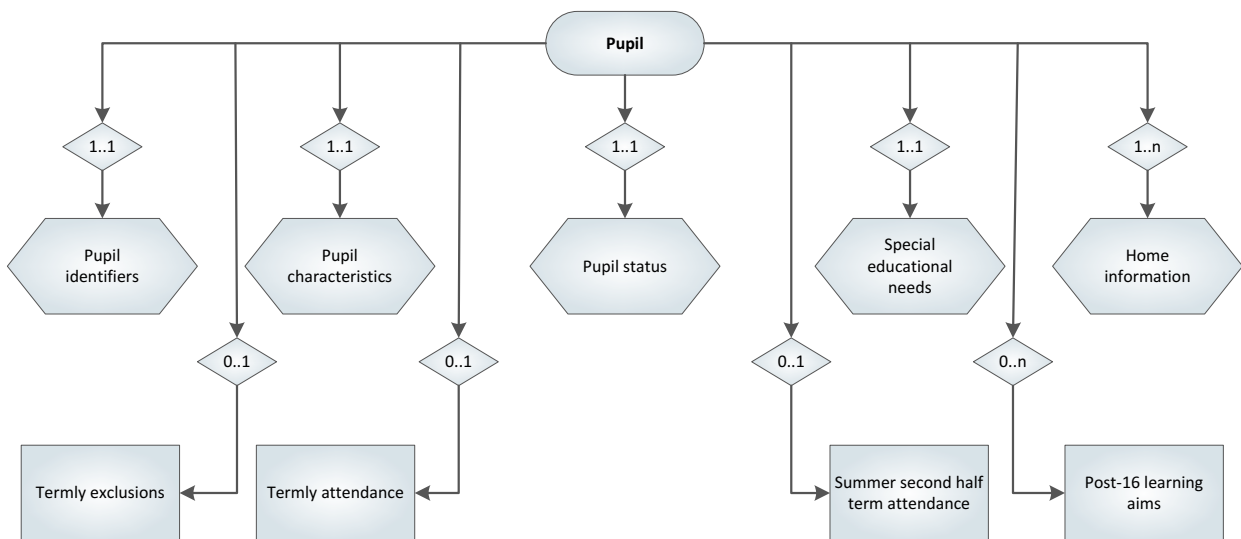 Pupil
1..1
1..1
1..1
1..1
1..n
Pupil
identifiers
Pupil
characteristics
Pupil status
Special
educational
needs
Home
information
0..1
0..1
0..1
0..n
Termly exclusions
Termly attendance
Summer second half
term attendance
Post-16 learning
aims